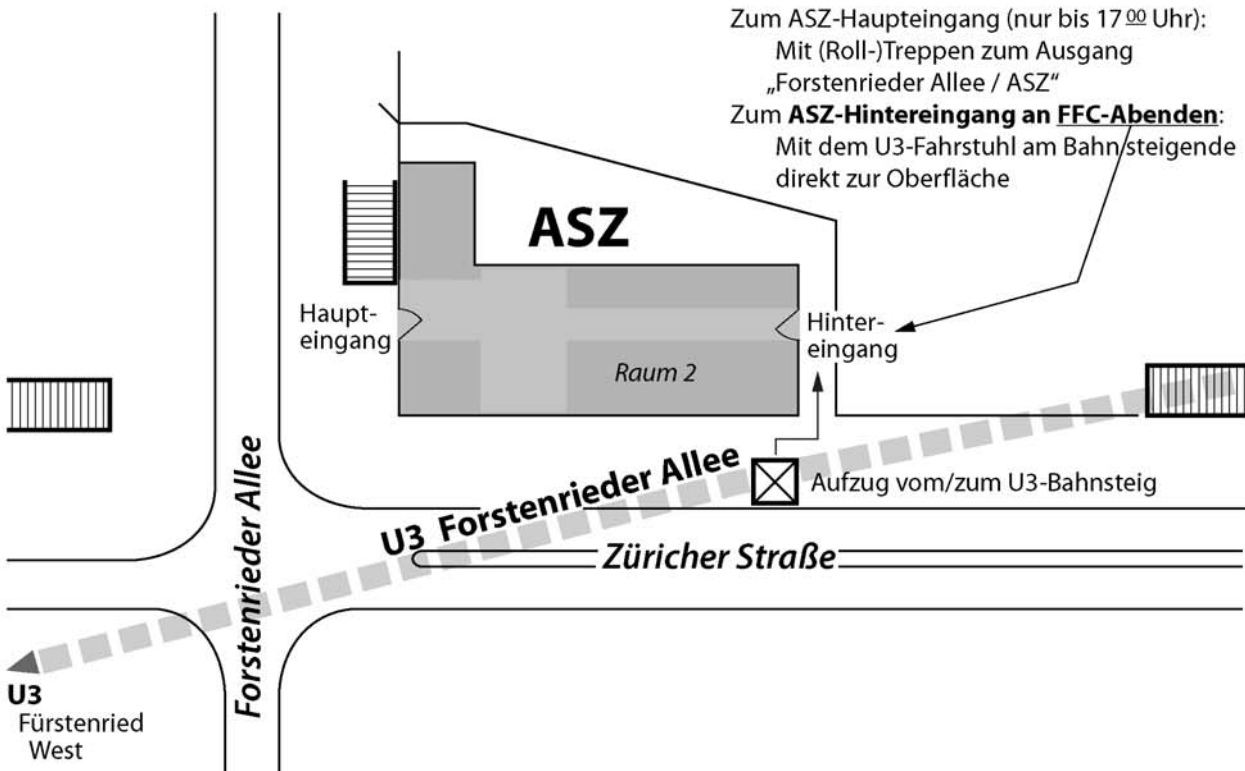 Zum ASZ-Haupteingang (nur bis 17 00 Uhr):
Mit (Roll-)Treppen zum Ausgang
„Forstenrieder Allee / ASZ“
Zum ASZ-Hintereingang an FFC-Abenden:
Mit dem U3-Fahrstuhl am Bahnsteigende
direkt zur Oberfläche
ASZ
Haupt-
eingang
Hinter-
eingang
Raum 2
Forstenrieder Allee
U3 Forstenrieder Allee
Aufzug vom/zum U3-Bahnsteig
Züricher Straße
U3
Fürstenried
West